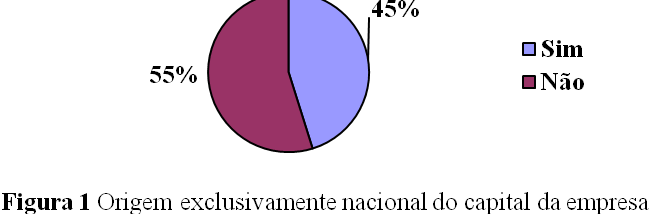 45%
Sim
55%
Não
Figura 1 Origem exclusivamente nacional do capital da empresa